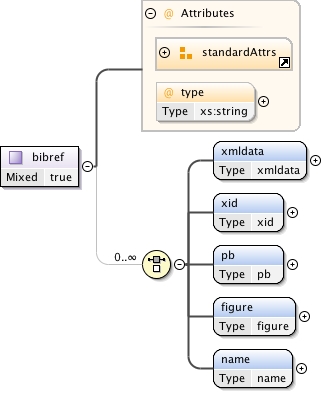 @ Attributes
standardAttrs
@ type
Type xs:string
bibref
Mixed true
0..∞
xmldata
Type xmldata
xid
Type xid
pb
Type pb
figure
Type figure
name
Type name